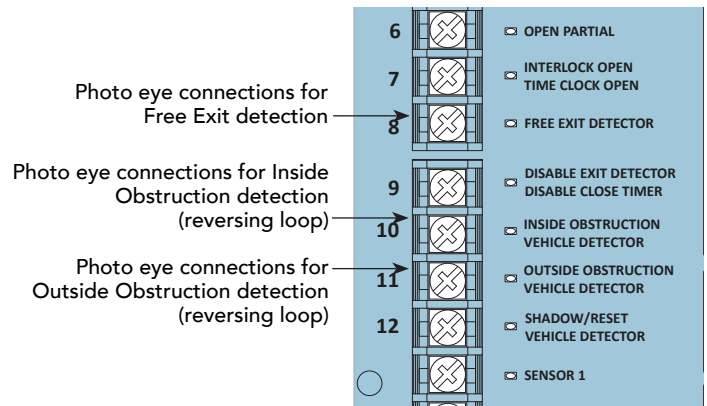 6 OPEN PARTIAL
7 INTERLOCK OPEN
TIME CLOCK OPEN
Photo eye connections for
Free Exit detection
8 FREE EXIT DETECTOR
9 DISABLE EXIT DETECTOR
DISABLE CLOSE TIMER
Photo eye connections for Inside
Obstruction detection
(reversing loop)
10 INSIDE OBSTRUCTION
VEHICLE DETECTOR
Photo eye connections for
Outside Obstruction detection
(reversing loop)
11 OUTSIDE OBSTRUCTION
VEHICLE DETECTOR
12 SHADOW/RESET
VEHICLE DETECTOR
SENSOR 1